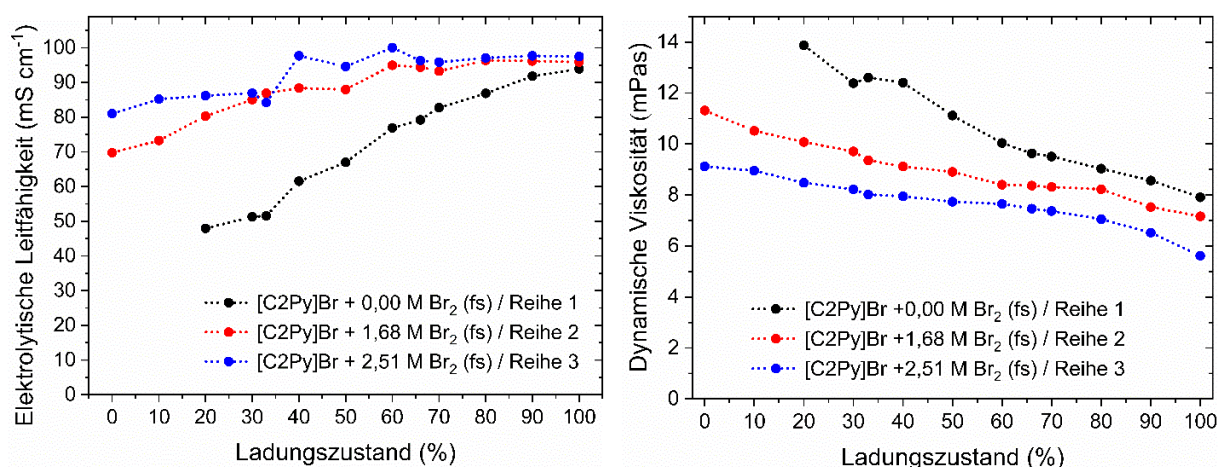 Elektrolytische Leitfähigkeit (mS cm⁻¹)
100
90
80
70
60
50
40
30
20
10
0
[C2Py]Br + 0,00 M Br₂ (fs) / Reihe 1
[C2Py]Br + 1,68 M Br₂ (fs) / Reihe 2
[C2Py]Br + 2,51 M Br₂ (fs) / Reihe 3
0 10 20 30 40 50 60 70 80 90 100
Ladungszustand (%)
Dynamische Viskosität (mPas)
14
12
10
8
6
4
2
0
[C2Py]Br +0,00 M Br₂ (fs) / Reihe 1
[C2Py]Br +1,68 M Br₂ (fs) / Reihe 2
[C2Py]Br +2,51 M Br₂ (fs) / Reihe 3
0 10 20 30 40 50 60 70 80 90 100
Ladungszustand (%)